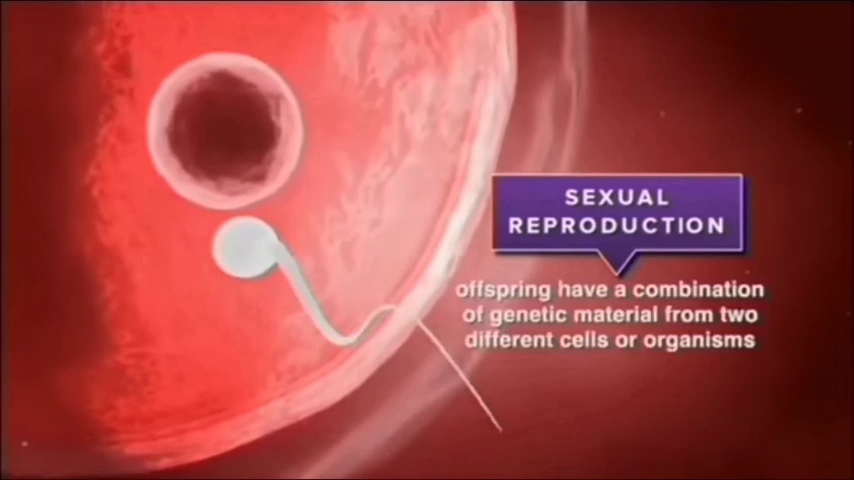 SEXUAL
REPRODUCTION
offspring have a combination
of genetic material from two
different cells or organisms